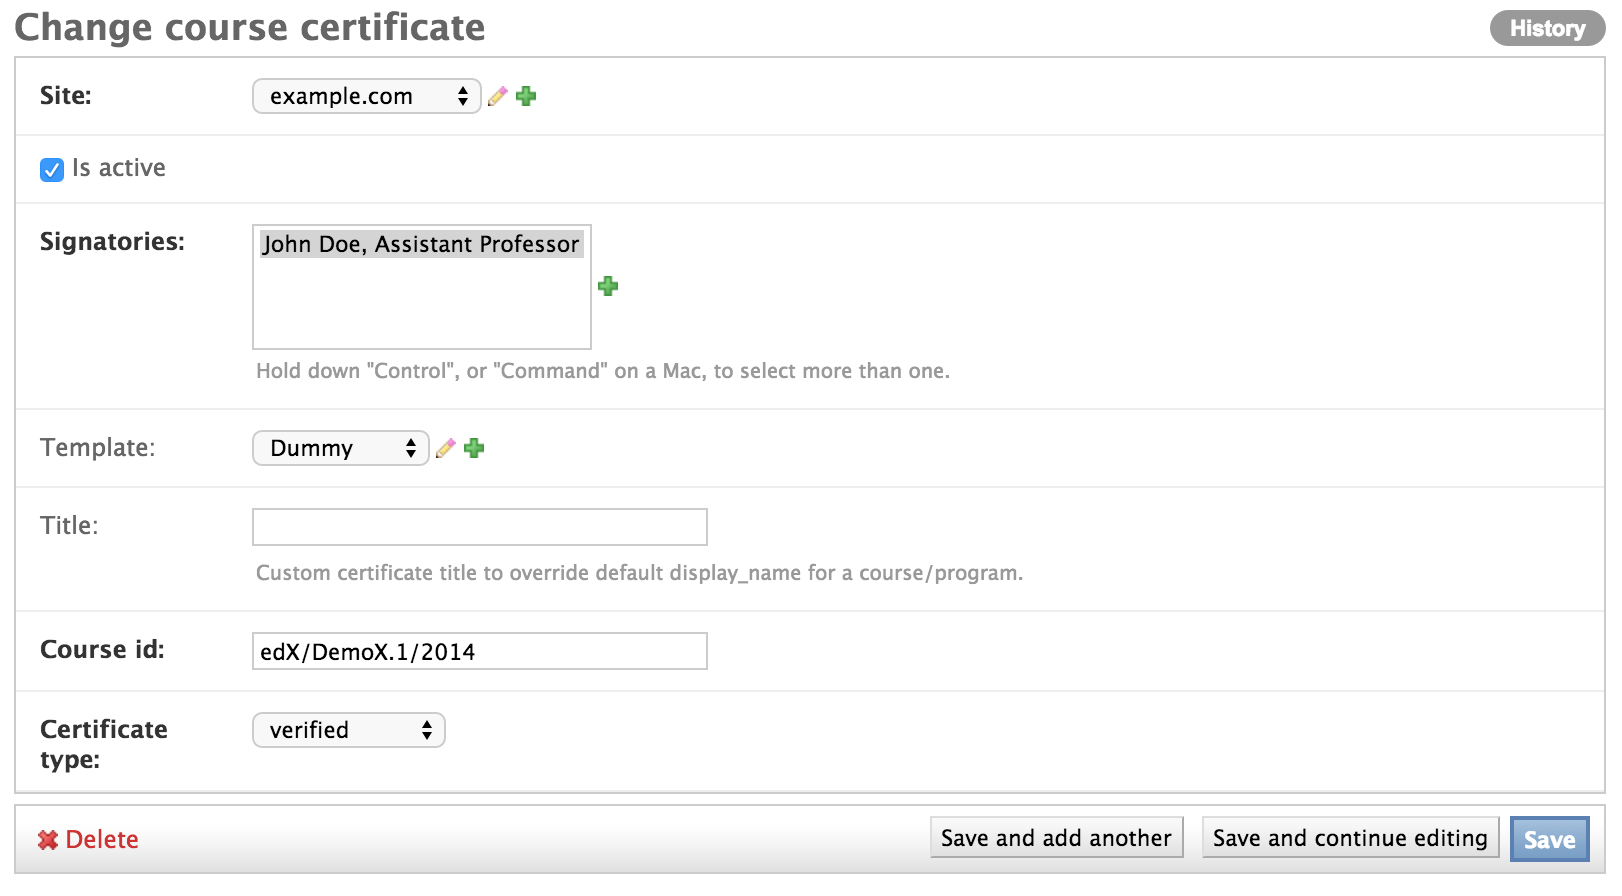 Change course certificate
History
Site:
example.com
Is active
Signatories:
John Doe, Assistant Professor
Hold down "Control", or "Command" on a Mac, to select more than one.
Template:
Dummy
Title:
Custom certificate title to override default display_name for a course/program.
Course id:
edX/DemoX.1/2014
Certificate
type:
verified
Delete
Save and add another
Save and continue editing
Save